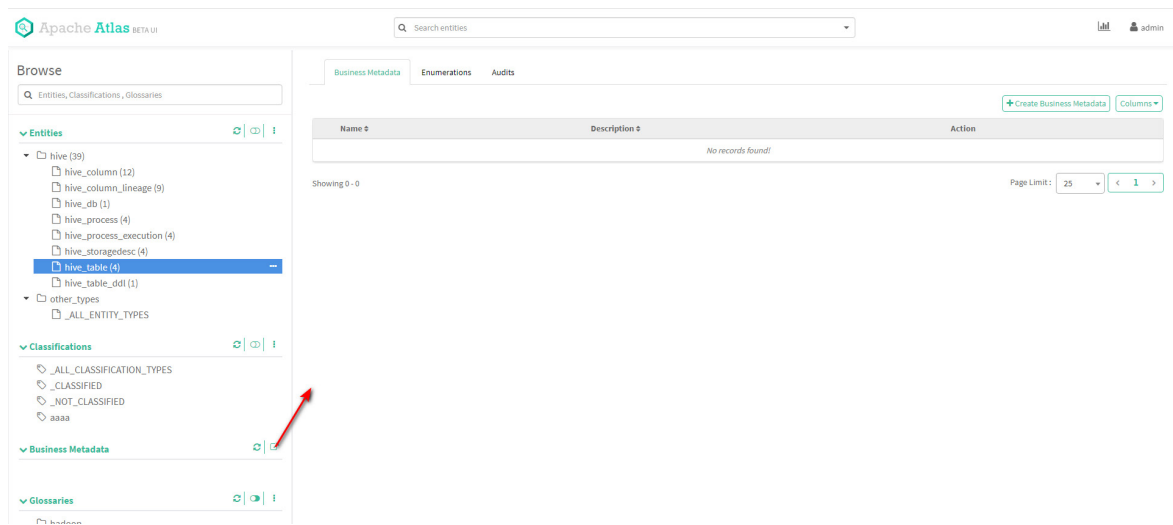 Apache Atlas BETA UI
Search entities
admin
Browse
Entities, Classifications , Glossaries
Entities
hive (39)
hive_column (12)
hive_column_lineage (9)
hive_db (1)
hive_process (4)
hive_process_execution (4)
hive_storagedesc (4)
hive_table (4)
hive_table_ddl (1)
other_types
_ALL_ENTITY_TYPES
Classifications
_ALL_CLASSIFICATION_TYPES
_CLASSIFIED
_NOT_CLASSIFIED
aaaa
Business Metadata
Glossaries
hadoop
Business Metadata Enumerations Audits
+ Create Business Metadata Columns
Name Description Action
No records found!
Showing 0 - 0
Page Limit : 25 < 1 >